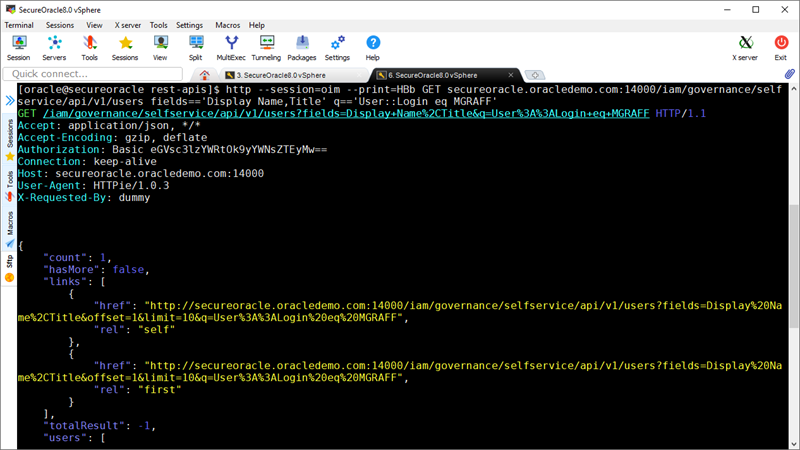 SecureOracle8.0 vSphere
Terminal Sessions View X server Tools Settings Macros Help
Session Servers Tools Sessions View Split MultiExec Tunneling Packages Settings Help X server Exit
Quick connect...
3. SecureOracle8.0 vSphere
6. SecureOracle8.0 vSphere
Sessions
Tools
Macros
Sftp
[oracle@secureoracle rest-apis]$ http --session=oim --print=HBb GET secureoracle.oracledemo.com:14000/iam/governance/self
service/api/v1/users fields=='Display Name,Title' q=='User::Login eq MGRAFF'
GET /iam/governance/selfservice/api/v1/users?fields=Display+Name%2CTitle&q=User%3A%3ALogin+eq+MGRAFF HTTP/1.1
Accept: application/json, */*
Accept-Encoding: gzip, deflate
Authorization: Basic eGVsc3lzYWRtOk9yYWNsZTEyMw==
Connection: keep-alive
Host: secureoracle.oracledemo.com:14000
User-Agent: HTTPie/1.0.3
X-Requested-By: dummy
{
"count": 1,
"hasMore": false,
"links": [
{
"href": "http://secureoracle.oracledemo.com:14000/iam/governance/selfservice/api/v1/users?fields=Display%20Na
me%2CTitle&offset=1&limit=10&q=User%3A%3ALogin%20eq%20MGRAFF",
"rel": "self"
},
{
"href": "http://secureoracle.oracledemo.com:14000/iam/governance/selfservice/api/v1/users?fields=Display%20Na
me%2CTitle&offset=1&limit=10&q=User%3A%3ALogin%20eq%20MGRAFF",
"rel": "first"
}
],
"totalResult": -1,
"users": [